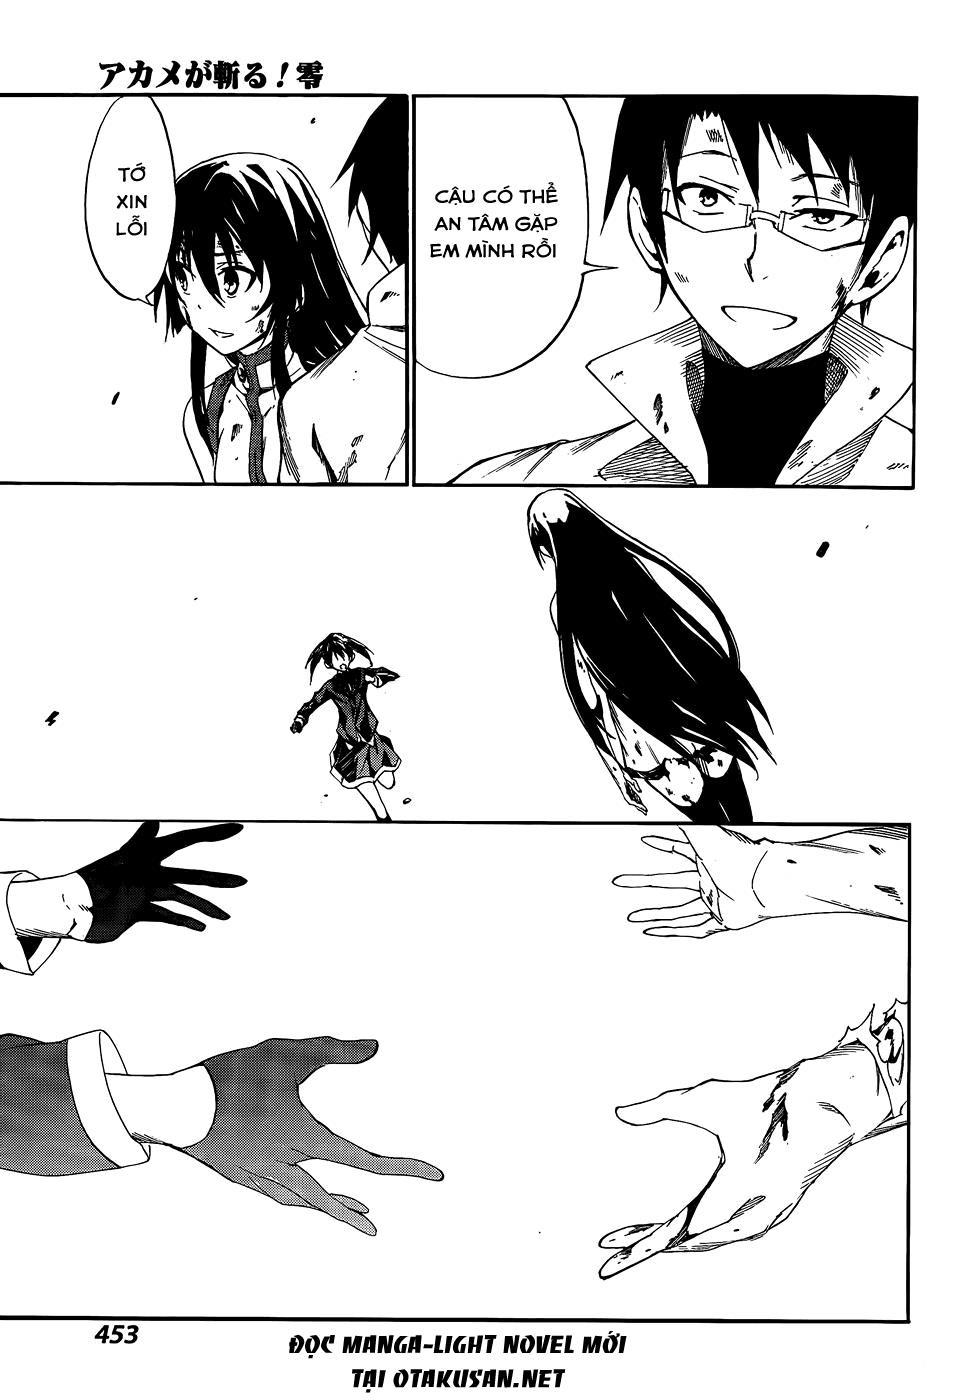 アカメが斬る！零
CẬU CÓ THỂ
AN TÂM GẶP
EM MÌNH RỒI
TỚ
XIN
LỖI
453
ĐỌC MANGA-LIGHT NOVEL MỚI
TẠI OTAKUSAN.NET